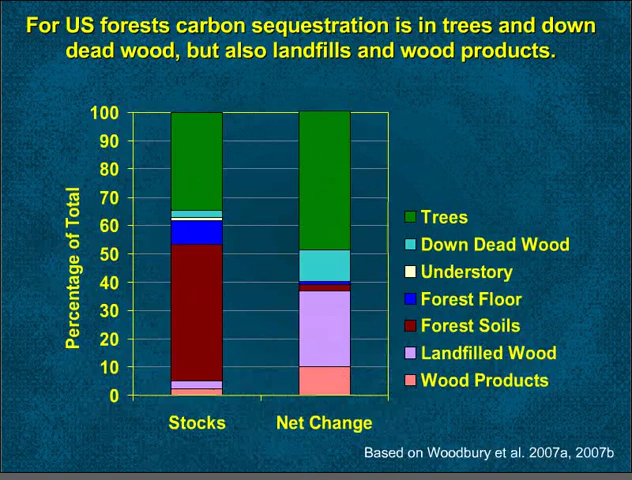 For US forests carbon sequestration is in trees and down
dead wood, but also landfills and wood products.
Percentage of Total
100
90
80
70
60
50
40
30
20
10
0
Stocks
Net Change
Trees
Down Dead Wood
Understory
Forest Floor
Forest Soils
Landfilled Wood
Wood Products
Based on Woodbury et al. 2007a, 2007b